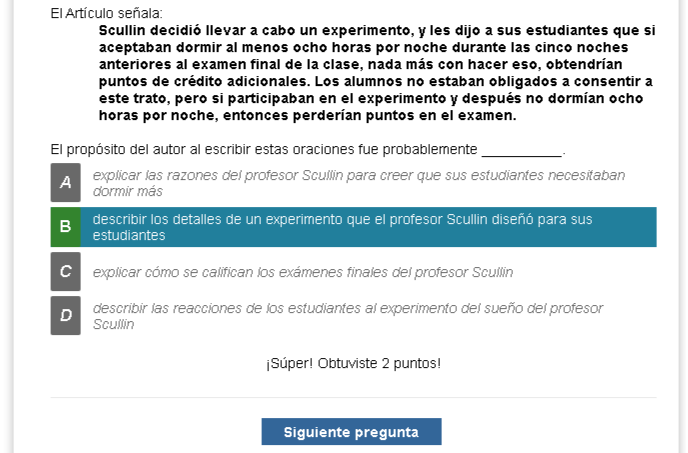 El Artículo señala:
Scullin decidió llevar a cabo un experimento, y les dijo a sus estudiantes que si
aceptaban dormir al menos ocho horas por noche durante las cinco noches
anteriores al examen final de la clase, nada más con hacer eso, obtendrían
puntos de crédito adicionales. Los alumnos no estaban obligados a consentir a
este trato, pero si participaban en el experimento y después no dormían ocho
horas por noche, entonces perderían puntos en el examen.
El propósito del autor al escribir estas oraciones fue probablemente __________.
A explicar las razones del profesor Scullin para creer que sus estudiantes necesitaban
dormir más
B describir los detalles de un experimento que el profesor Scullin diseñó para sus
estudiantes
C explicar cómo se califican los exámenes finales del profesor Scullin
D describir las reacciones de los estudiantes al experimento del sueño del profesor
Scullin
¡Súper! Obtuviste 2 puntos!
Siguiente pregunta